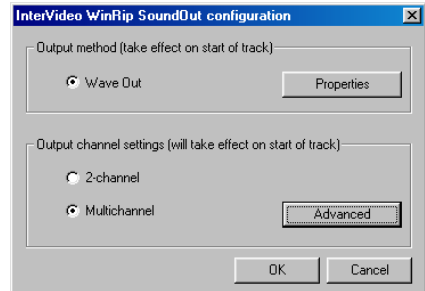 InterVideo WinRip SoundOut configuration
Output method (take effect on start of track)
Wave Out
Properties
Output channel settings (will take effect on start of track)
2-channel
Multichannel
Advanced
OK
Cancel